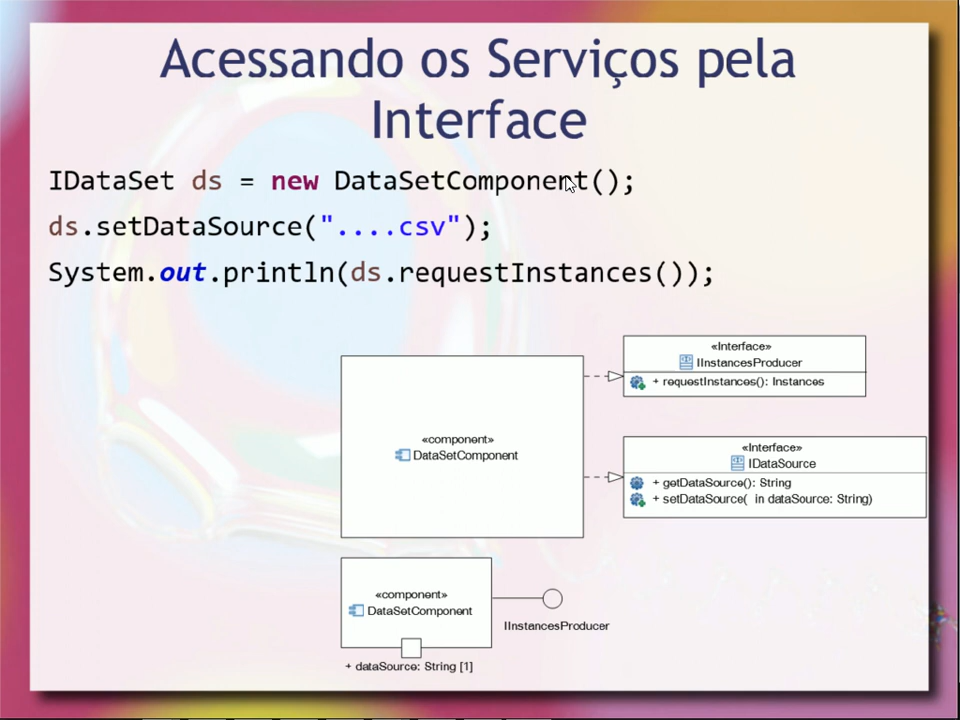 Acessando os Serviços pela
Interface
IDataSet ds = new DataSetComponent();
ds.setDataSource("....csv");
System.out.println(ds.requestInstances());
«Interface»
IInstancesProducer
+ requestInstances(): Instances
«component»
DataSetComponent
«Interface»
IDataSource
+ getDataSource(): String
+ setDataSource( in dataSource: String)
«component»
DataSetComponent
IInstancesProducer
+ dataSource: String [1]